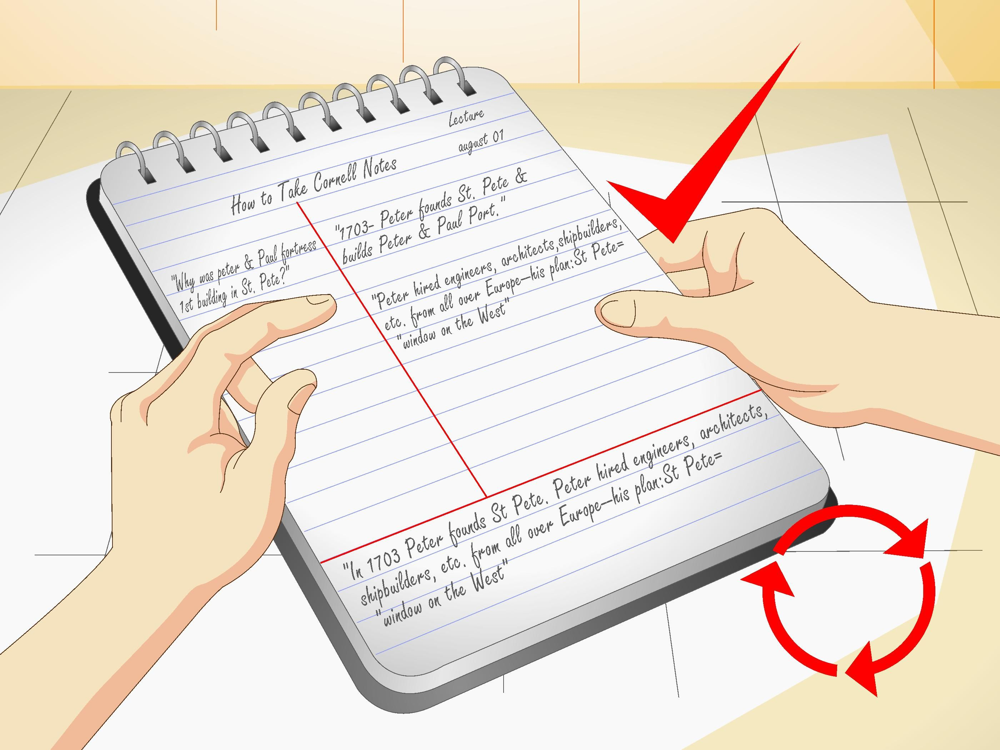 Lecture
august 01
How to Take Cornell Notes
"Why was peter & Paul fortress
1st building in St. Pete?"
"1703- Peter founds St. Pete &
builds Peter & Paul Port."
"Peter hired engineers, architects,shipbuilders,
etc. from all over Europe—his plan:St Pete=
"window on the West"
"In 1703 Peter founds St Pete. Peter hired engineers, architects,
shipbuilders, etc. from all over Europe—his plan:St Pete=
"window on the West"